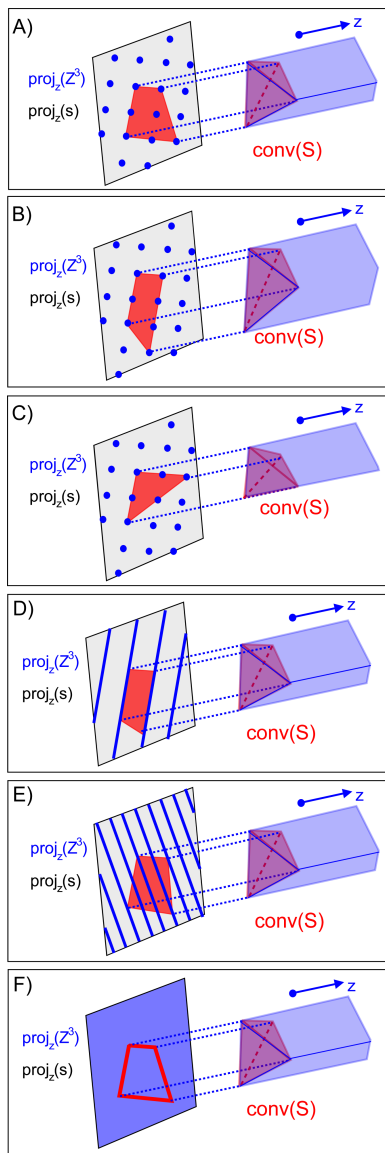 A)
z
proj_z(Z^3)
proj_z(s)
conv(S)
B)
z
proj_z(Z^3)
proj_z(s)
conv(S)
C)
z
proj_z(Z^3)
proj_z(s)
conv(S)
D)
z
proj_z(Z^3)
proj_z(s)
conv(S)
E)
z
proj_z(Z^3)
proj_z(s)
conv(S)
F)
z
proj_z(Z^3)
proj_z(s)
conv(S)